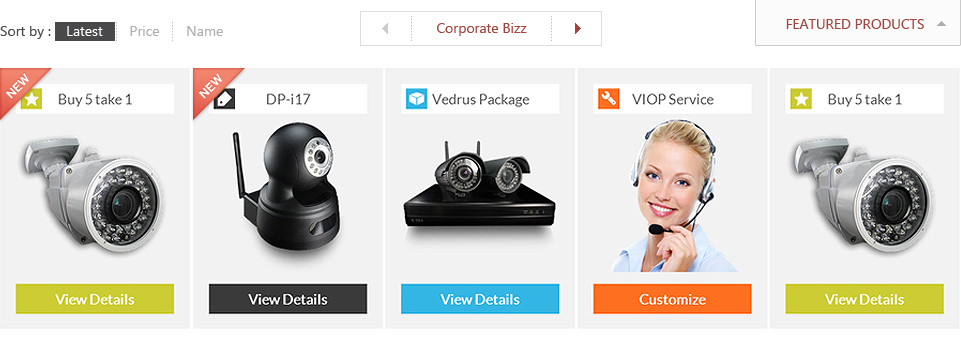 Sort by : Latest Price Name
Corporate Bizz
FEATURED PRODUCTS
NEW
Buy 5 take 1
NEW
DP-i17
Vedrus Package
VIOP Service
Buy 5 take 1
View Details
View Details
View Details
Customize
View Details